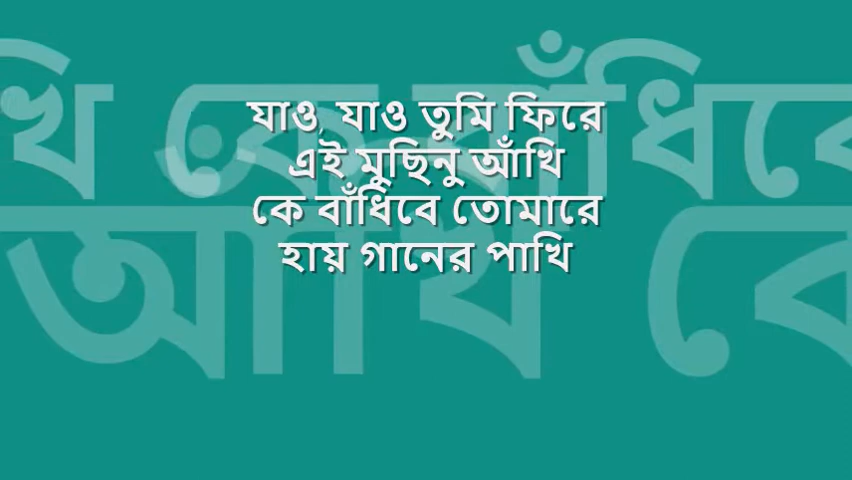 যাও, যাও তুমি ফিরে
এই মুছিনু আঁখি
কে বাঁধিবে তোমারে
হায় গানের পাখি